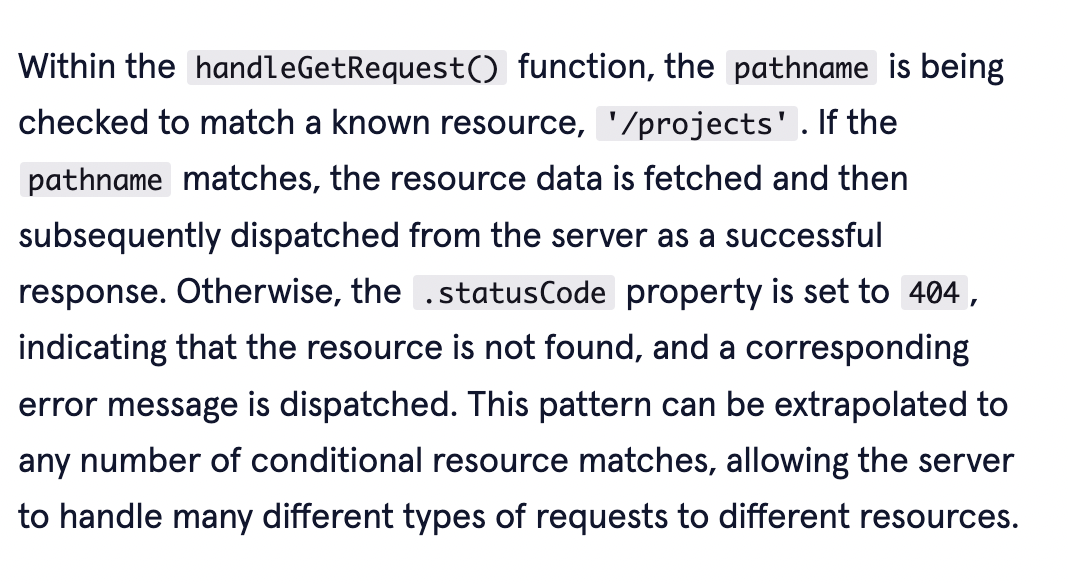 Within the handleGetRequest() function, the pathname is being
checked to match a known resource, '/projects'. If the
pathname matches, the resource data is fetched and then
subsequently dispatched from the server as a successful
response. Otherwise, the .statusCode property is set to 404,
indicating that the resource is not found, and a corresponding
error message is dispatched. This pattern can be extrapolated to
any number of conditional resource matches, allowing the server
to handle many different types of requests to different resources.